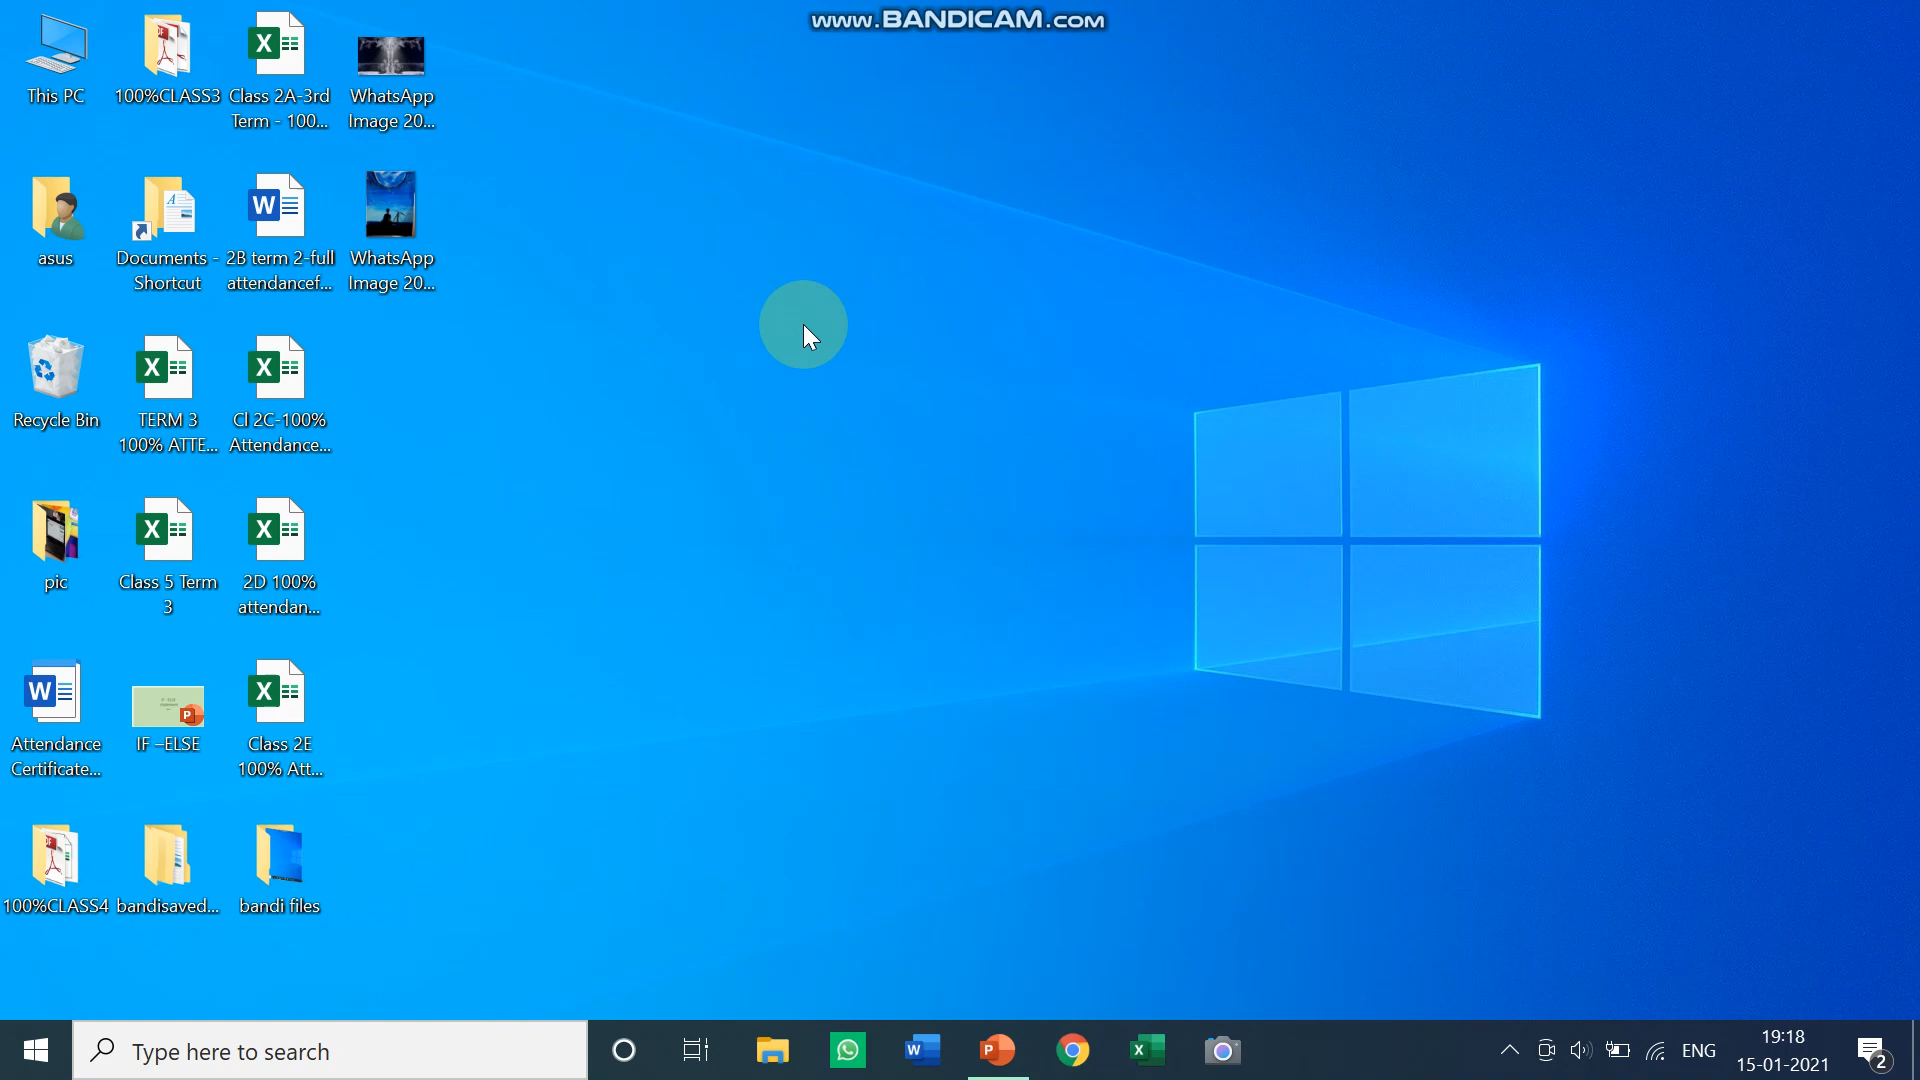 www.BANDICAM.com
This PC
100%CLASS3
Class 2A-3rd
Term - 100...
WhatsApp
Image 20...
asus
Documents -
Shortcut
2B term 2-full
attendancef...
WhatsApp
Image 20...
Recycle Bin
TERM 3
100% ATTE...
Cl 2C-100%
Attendance...
pic
Class 5 Term
3
2D 100%
attendan...
Attendance
Certificate...
IF –ELSE
Class 2E
100% Att...
100%CLASS4
bandisaved...
bandi files
Type here to search
ENG
19:18
15-01-2021
2